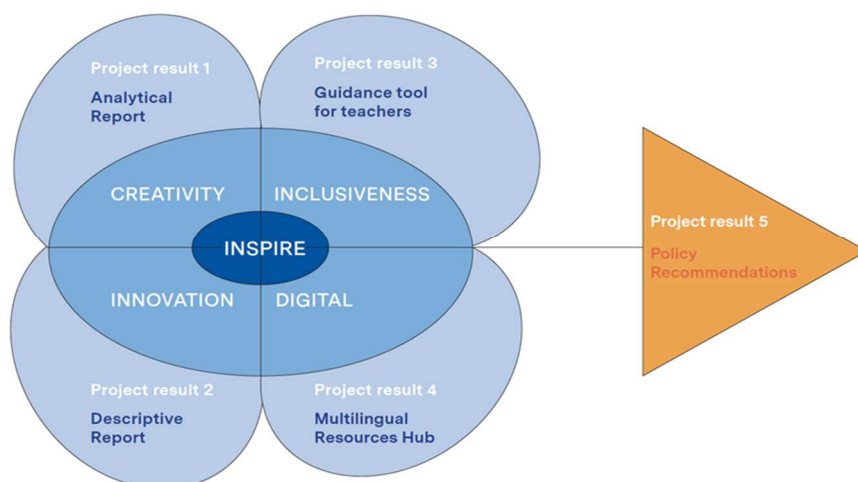 Project result 1
Analytical
Report
Project result 3
Guidance tool
for teachers
CREATIVITY
INCLUSIVENESS
INSPIRE
INNOVATION
DIGITAL
Project result 2
Descriptive
Report
Project result 4
Multilingual
Resources Hub
Project result 5
Policy
Recommendations